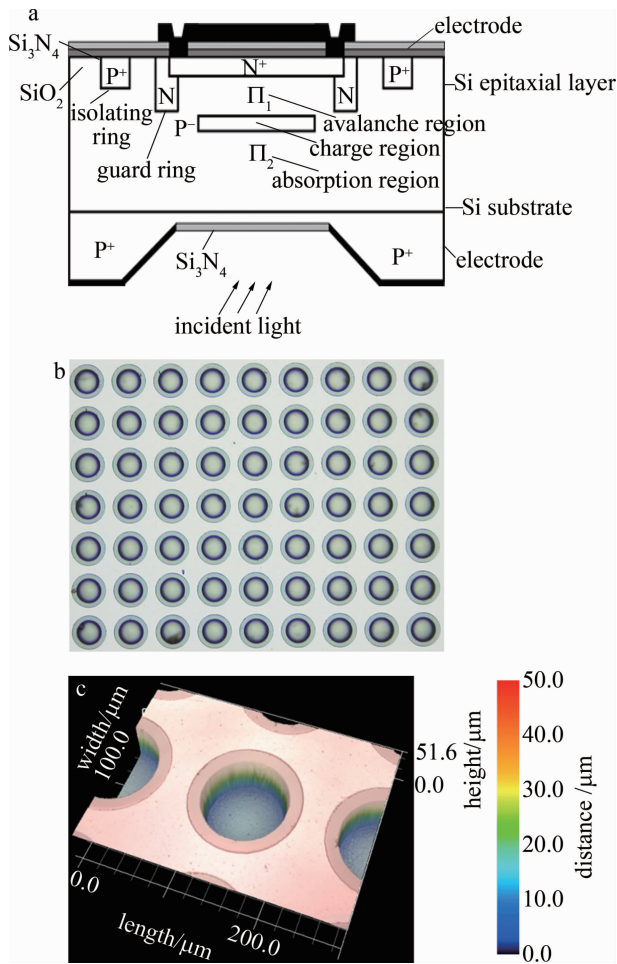 a
electrode
Si₃N₄
P⁺
N⁺
P⁺
Si epitaxial layer
SiO₂
N
Π₁
N
isolating
ring
P⁻
avalanche region
charge region
guard ring
Π₂
absorption region
Si substrate
P⁺
Si₃N₄
P⁺
electrode
incident light
b
c
width/μm
100.0
51.6
0.0
height/μm
0.0
length/μm
200.0
50.0
40.0
30.0
20.0
10.0
0.0
distance /μm